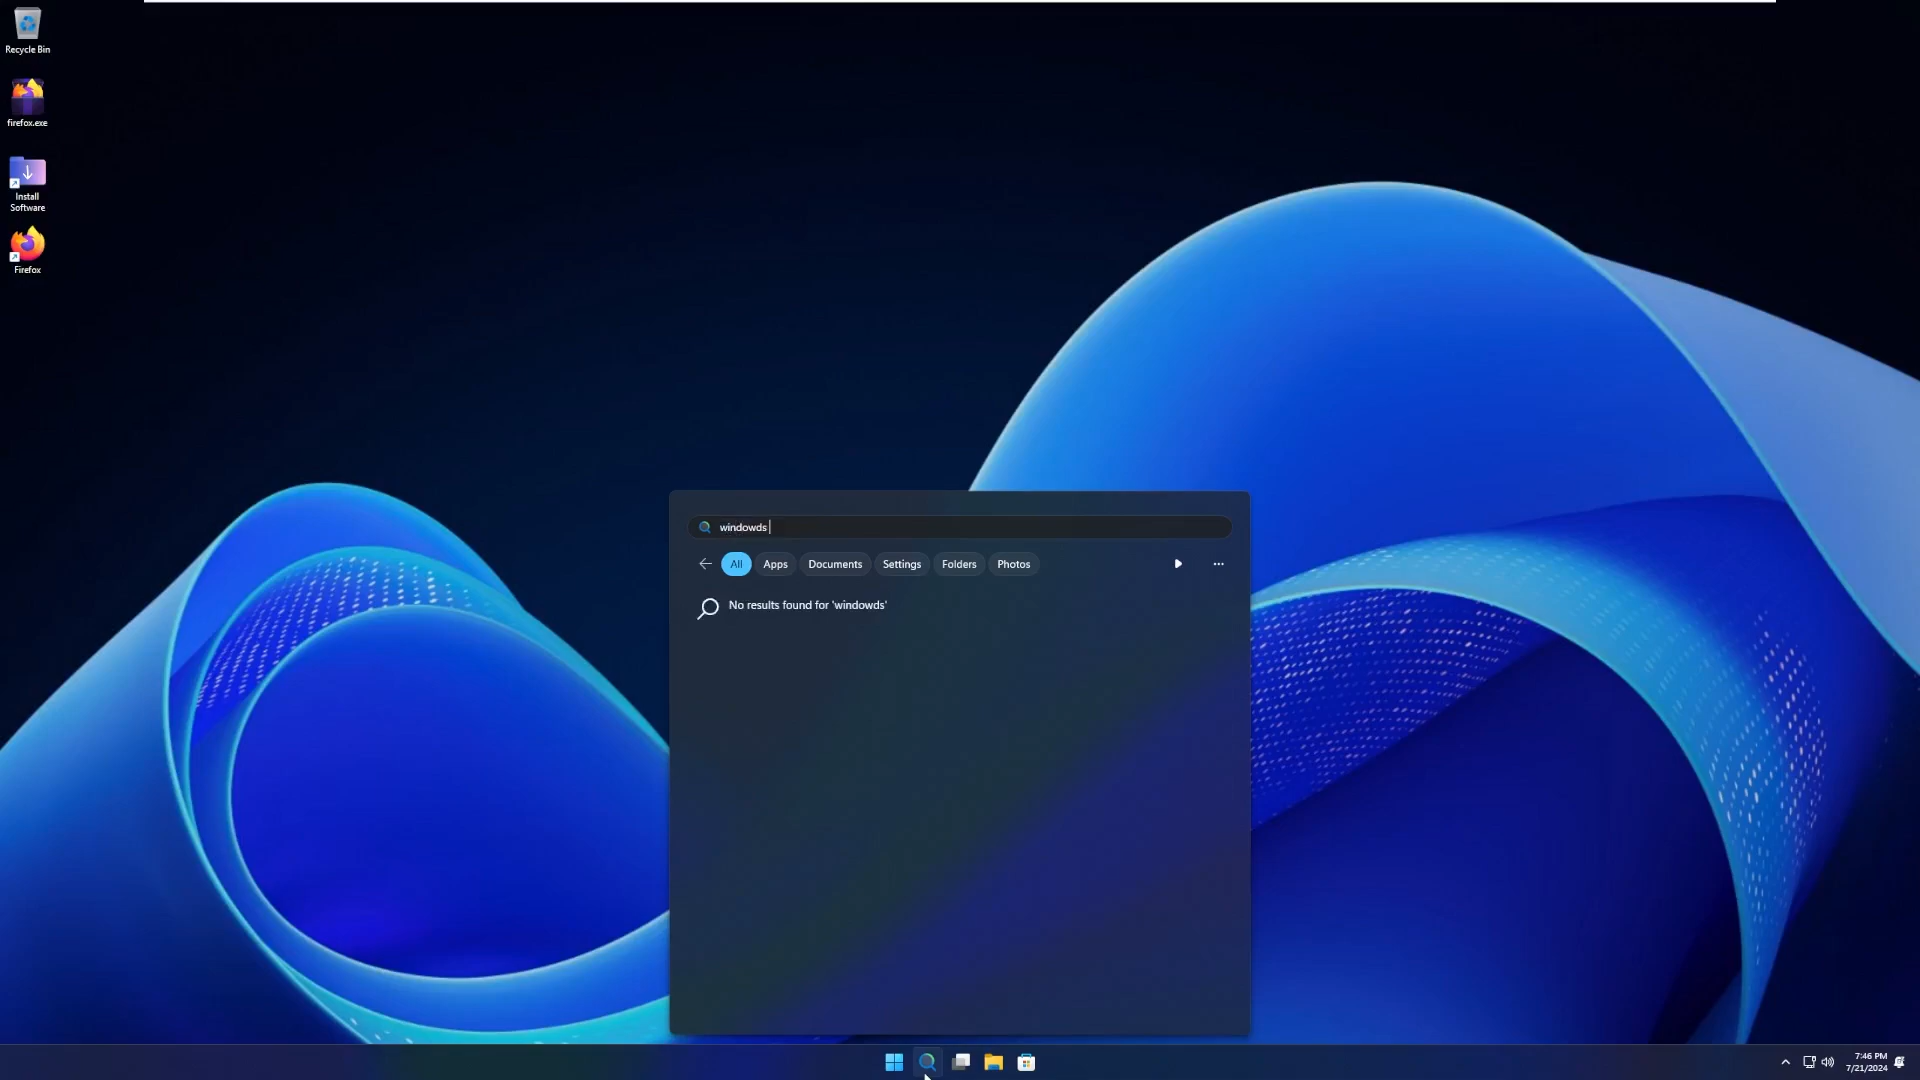 Recycle Bin
firefox.exe
Install
Software
Firefox
windowds
All Apps Documents Settings Folders Photos
No results found for 'windowds'
7:46 PM
7/21/2024